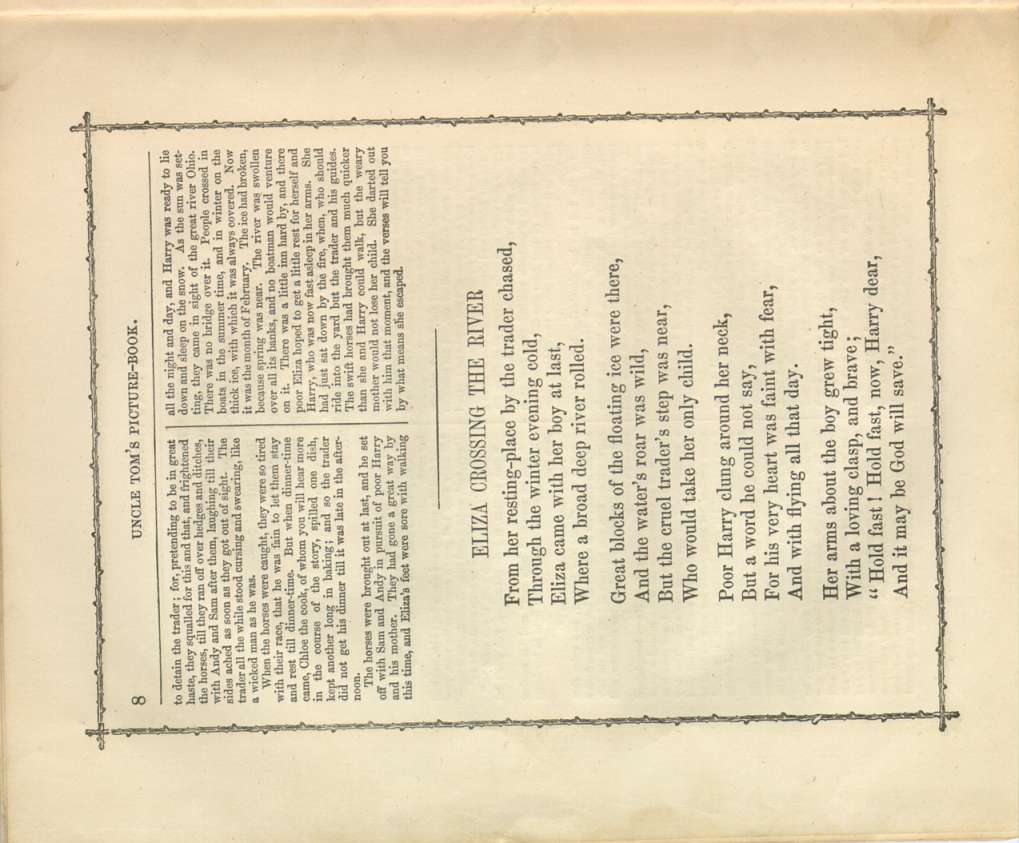 8
UNCLE TOM'S PICTURE-BOOK.
to detain the trader; for, pretending to be in great
haste, they squalled for this and that, and frightened
the horses, till they ran off over hedges and ditches,
with Andy and Sam after them, laughing till their
sides ached as soon as they got out of sight. The
trader all the while stood cursing and swearing, like
a wicked man as he was.
When the horses were caught, they were so tired
with their race, that he was fain to let them stay
and rest till dinner-time. But when dinner-time
came, Chloe the cook, of whom you will hear more
in the course of the story, spilled one dish,
kept another long in baking; and so the trader
did not get his dinner till it was late in the after-
noon.
The horses were brought out at last, and he set
off with Sam and Andy in pursuit of poor Harry
and his mother. They had gone a great way by
this time, and Eliza's feet were sore with walking
all the night and day, and Harry was ready to lie
down and sleep on the snow. As the sun was set-
ting, they came in sight of the great river Ohio.
There was no bridge over it. People crossed in
boats in the summer time, and in winter on the
thick ice, with which it was always covered. Now
it was the month of February. The ice had broken,
because spring was near. The river was swollen
over all its banks, and no boatman would venture
on it. There was a little inn hard by, and there
poor Eliza hoped to get a little rest for herself and
Harry, who was now fast asleep in her arms. She
had just sat down by the fire, when, who should
ride into the yard but the trader and his guides.
The swift horses had brought them much quicker
than she and Harry could walk, but the weary
mother would not lose her child. She darted out
with him that moment, and the verses will tell you
by what means she escaped.
ELIZA CROSSING THE RIVER
From her resting-place by the trader chased,
Through the winter evening cold,
Eliza came with her boy at last,
Where a broad deep river rolled.
Great blocks of the floating ice were there,
And the water's roar was wild,
But the cruel trader's step was near,
Who would take her only child.
Poor Harry clung around her neck,
But a word he could not say,
For his very heart was faint with fear,
And with flying all that day.
Her arms about the boy grew tight,
With a loving clasp, and brave;
“Hold fast! Hold fast, now, Harry dear,
And it may be God will save.”